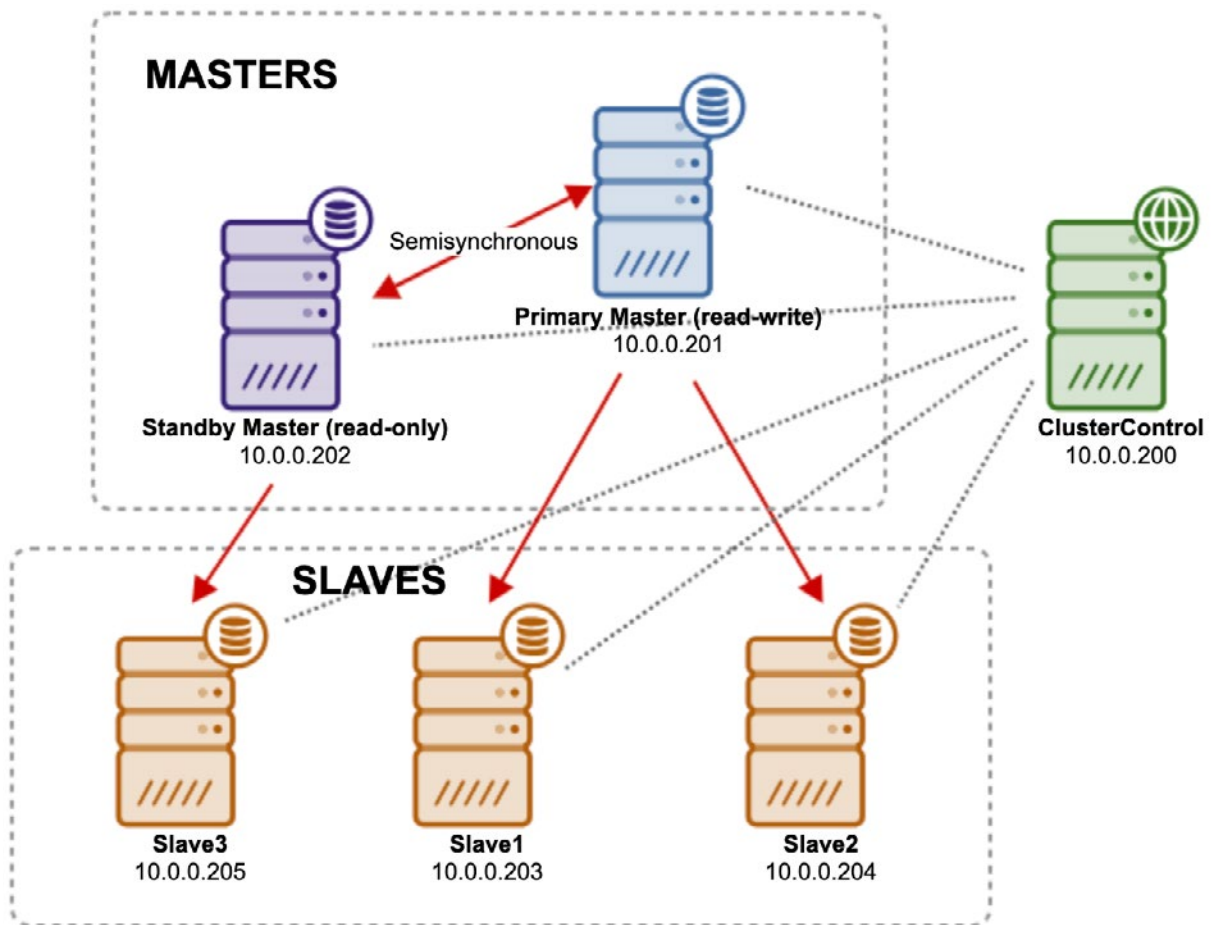 MASTERS
Semisynchronous
Primary Master (read-write)
10.0.0.201
Standby Master (read-only)
10.0.0.202
ClusterControl
10.0.0.200
SLAVES
Slave3
10.0.0.205
Slave1
10.0.0.203
Slave2
10.0.0.204